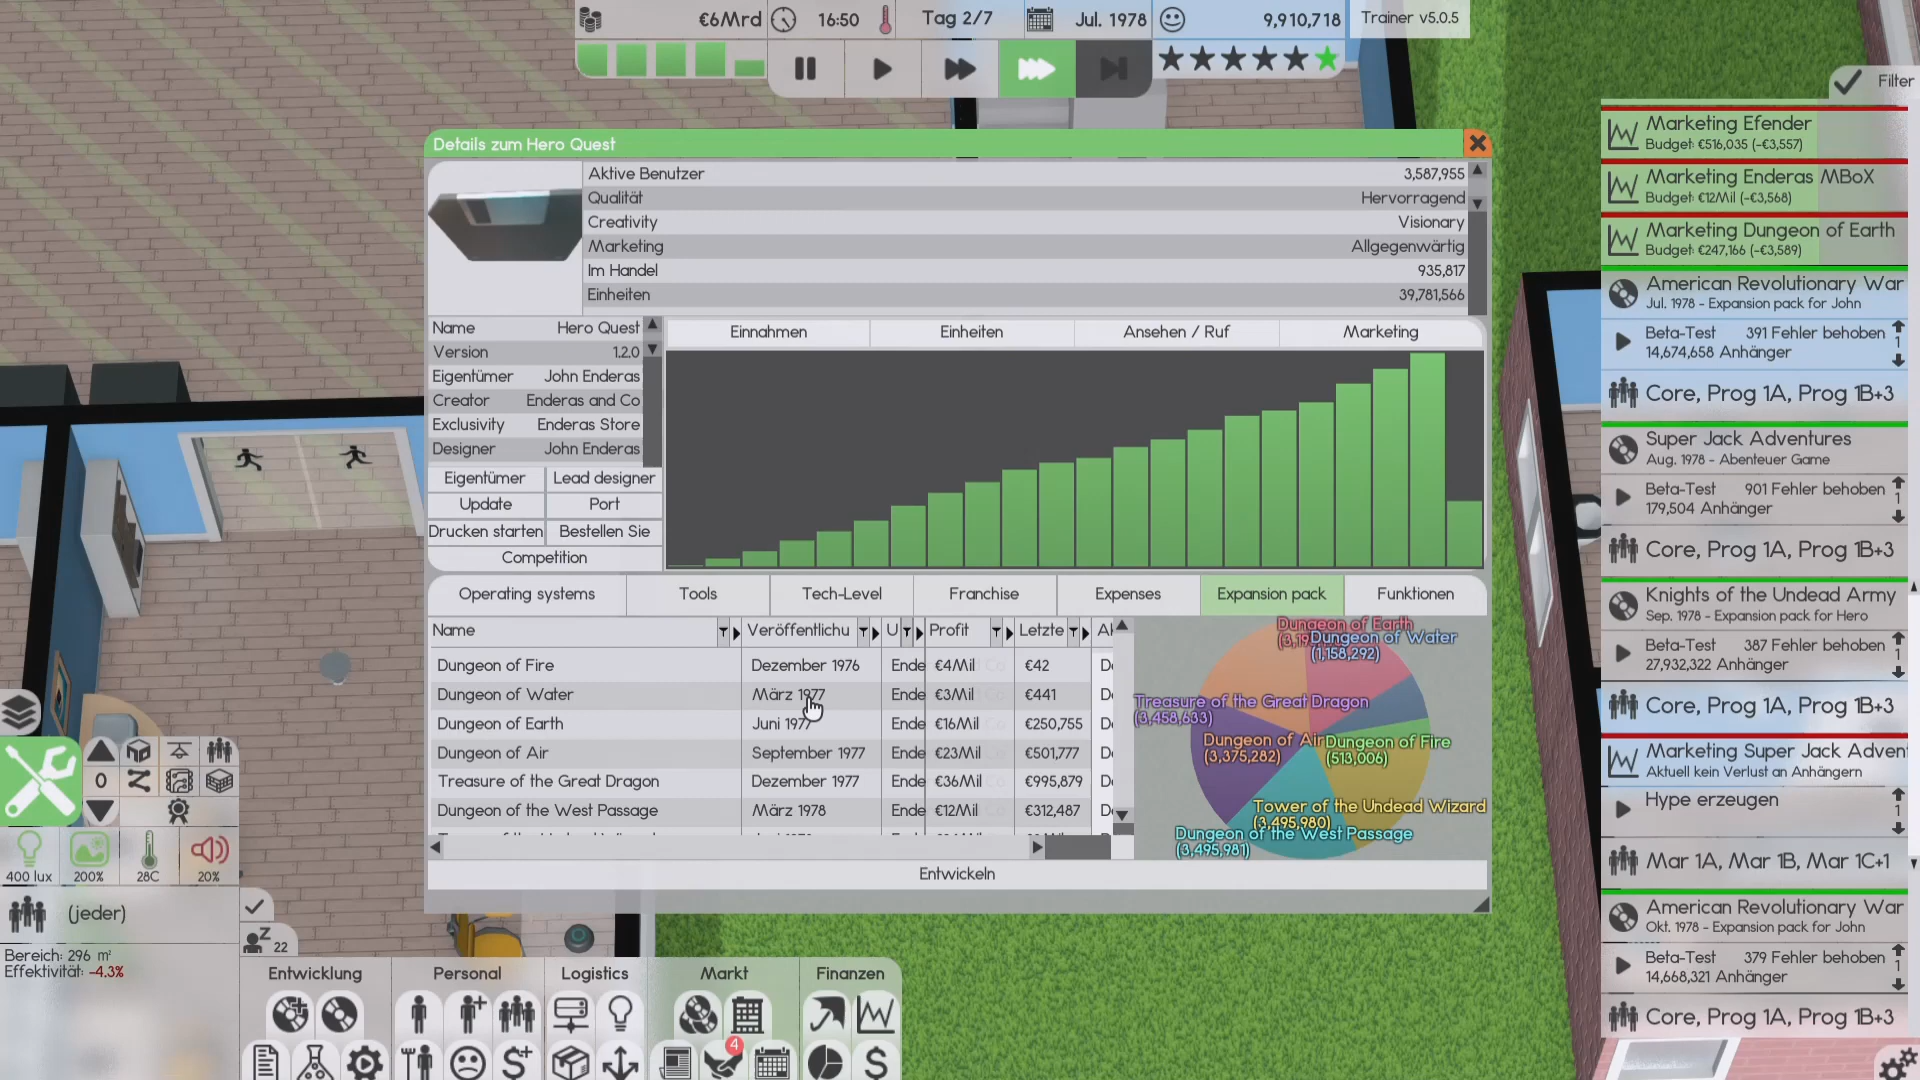 €6Mrd
16:50
Tag 2/7
Jul. 1978
9,910,718
Trainer v5.0.5
Filter
Details zum Hero Quest
Aktive Benutzer 3,587,955
Qualität Hervorragend
Creativity Visionary
Marketing Allgegenwärtig
Im Handel 935,817
Einheiten 39,781,566
Name Hero Quest
Version 1.2.0
Eigentümer John Enderas
Creator Enderas and Co
Exclusivity Enderas Store
Designer John Enderas
Eigentümer Lead designer
Update Port
Drucken starten Bestellen Sie
Competition
Einnahmen Einheiten Ansehen / Ruf Marketing
Operating systems Tools Tech-Level Franchise Expenses Expansion pack Funktionen
Name Veröffentlichu U Profit Letzte Ak
Dungeon of Fire Dezember 1976 Ende €4Mil €42 De
Dungeon of Water März 1977 Ende €3Mil €441 De
Dungeon of Earth Juni 1977 Ende €16Mil €250,755 De
Dungeon of Air September 1977 Ende €23Mil €501,777 De
Treasure of the Great Dragon Dezember 1977 Ende €36Mil €995,879 De
Dungeon of the West Passage März 1978 Ende €12Mil €312,487 De
Dungeon of Earth
Dungeon of Water
(1,158,292)
Treasure of the Great Dragon
(3,458,633)
Dungeon of Air
(3,375,282)
Dungeon of Fire
(513,006)
Tower of the Undead Wizard
(3,495,980)
Dungeon of the West Passage
(3,495,981)
Entwickeln
Marketing Efender
Budget: €516,035 (-€3,557)
Marketing Enderas MBoX
Budget: €12Mil (-€3,568)
Marketing Dungeon of Earth
Budget: €247,166 (-€3,589)
American Revolutionary War
Jul. 1978 - Expansion pack for John
Beta-Test 391 Fehler behoben
14,674,658 Anhänger
1
Core, Prog 1A, Prog 1B+3
Super Jack Adventures
Aug. 1978 - Abenteuer Game
Beta-Test 901 Fehler behoben
179,504 Anhänger
1
Core, Prog 1A, Prog 1B+3
Knights of the Undead Army
Sep. 1978 - Expansion pack for Hero
Beta-Test 387 Fehler behoben
27,932,322 Anhänger
1
Core, Prog 1A, Prog 1B+3
Marketing Super Jack Adven
Aktuell kein Verlust an Anhängern
Hype erzeugen
1
Mar 1A, Mar 1B, Mar 1C+1
American Revolutionary War
Okt. 1978 - Expansion pack for John
Beta-Test 379 Fehler behoben
14,668,321 Anhänger
1
Core, Prog 1A, Prog 1B+3
0
400 lux 200% 28C 20%
(jeder)
Bereich: 296 m²
Effektivität: -4.3%
Z 22
Entwicklung Personal Logistics Markt Finanzen
4